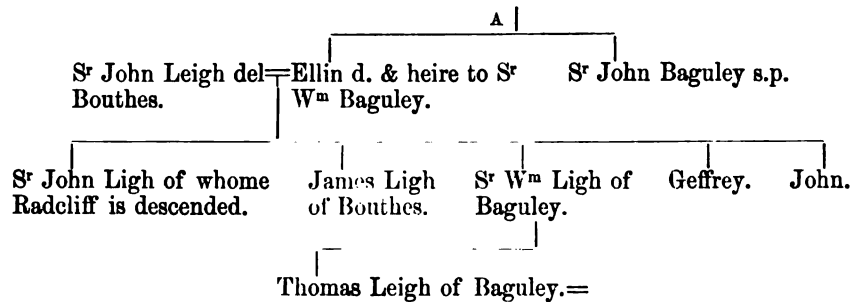 A
Sʳ John Leigh del=Ellin d. & heire to Sʳ Sʳ John Baguley s.p.
Bouthes. Wᵐ Baguley.
Sʳ John Ligh of whome James Ligh Sʳ Wᵐ Ligh of Geffrey. John.
Radcliff is descended. of Bouthes. Baguley.
Thomas Leigh of Baguley.=